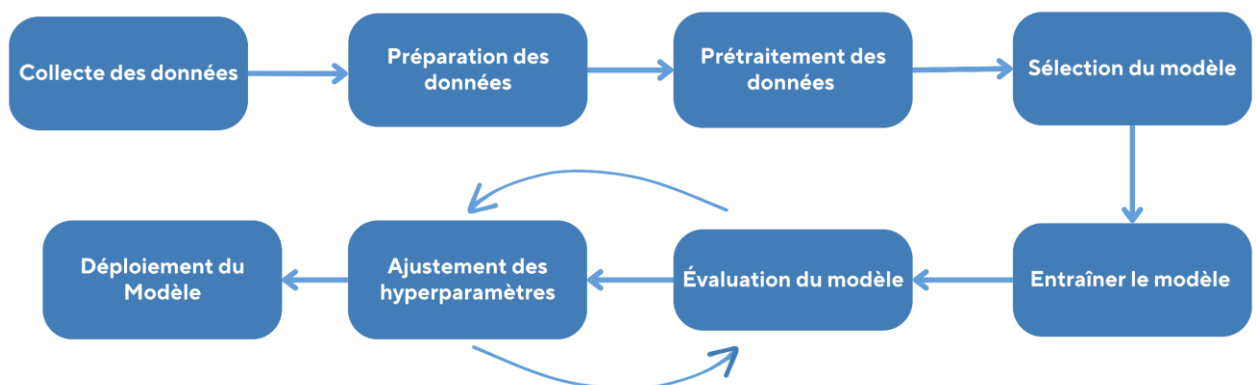 Collecte des données
Préparation des
données
Prétraitement des
données
Sélection du modèle
Entraîner le modèle
Évaluation du modèle
Ajustement des
hyperparamètres
Déploiement du
Modèle